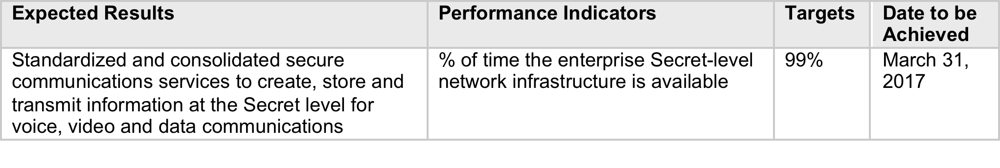 Expected Results
Performance Indicators
Targets
Date to be
Achieved
Standardized and consolidated secure
communications services to create, store and
transmit information at the Secret level for
voice, video and data communications
% of time the enterprise Secret-level
network infrastructure is available
99%
March 31,
2017